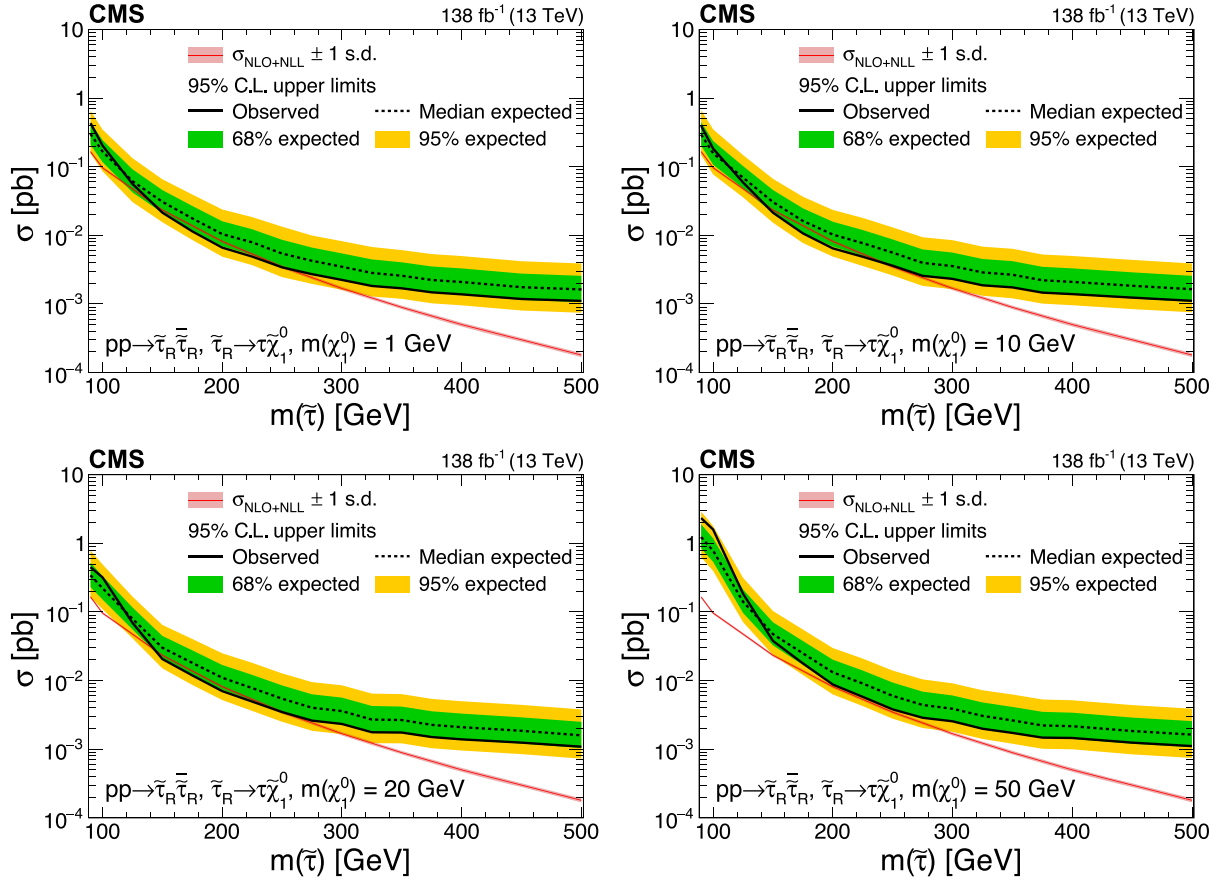 CMS 138 fb⁻¹ (13 TeV)
10
σ_NLO+NLL ± 1 s.d.
95% C.L. upper limits
1
Observed Median expected
68% expected 95% expected
10⁻¹
σ [pb]
10⁻²
10⁻³
pp→τ̃_R τ̃̅_R, τ̃_R→τχ̃₁⁰, m(χ₁⁰) = 1 GeV
10⁻⁴
100 200 300 400 500
m(τ̃) [GeV]
CMS 138 fb⁻¹ (13 TeV)
10
σ_NLO+NLL ± 1 s.d.
95% C.L. upper limits
1
Observed Median expected
68% expected 95% expected
10⁻¹
σ [pb]
10⁻²
10⁻³
pp→τ̃_R τ̃̅_R, τ̃_R→τχ̃₁⁰, m(χ₁⁰) = 10 GeV
10⁻⁴
100 200 300 400 500
m(τ̃) [GeV]
CMS 138 fb⁻¹ (13 TeV)
10
σ_NLO+NLL ± 1 s.d.
95% C.L. upper limits
1
Observed Median expected
68% expected 95% expected
10⁻¹
σ [pb]
10⁻²
10⁻³
pp→τ̃_R τ̃̅_R, τ̃_R→τχ̃₁⁰, m(χ₁⁰) = 20 GeV
10⁻⁴
100 200 300 400 500
m(τ̃) [GeV]
CMS 138 fb⁻¹ (13 TeV)
10
σ_NLO+NLL ± 1 s.d.
95% C.L. upper limits
1
Observed Median expected
68% expected 95% expected
10⁻¹
σ [pb]
10⁻²
10⁻³
pp→τ̃_R τ̃̅_R, τ̃_R→τχ̃₁⁰, m(χ₁⁰) = 50 GeV
10⁻⁴
100 200 300 400 500
m(τ̃) [GeV]